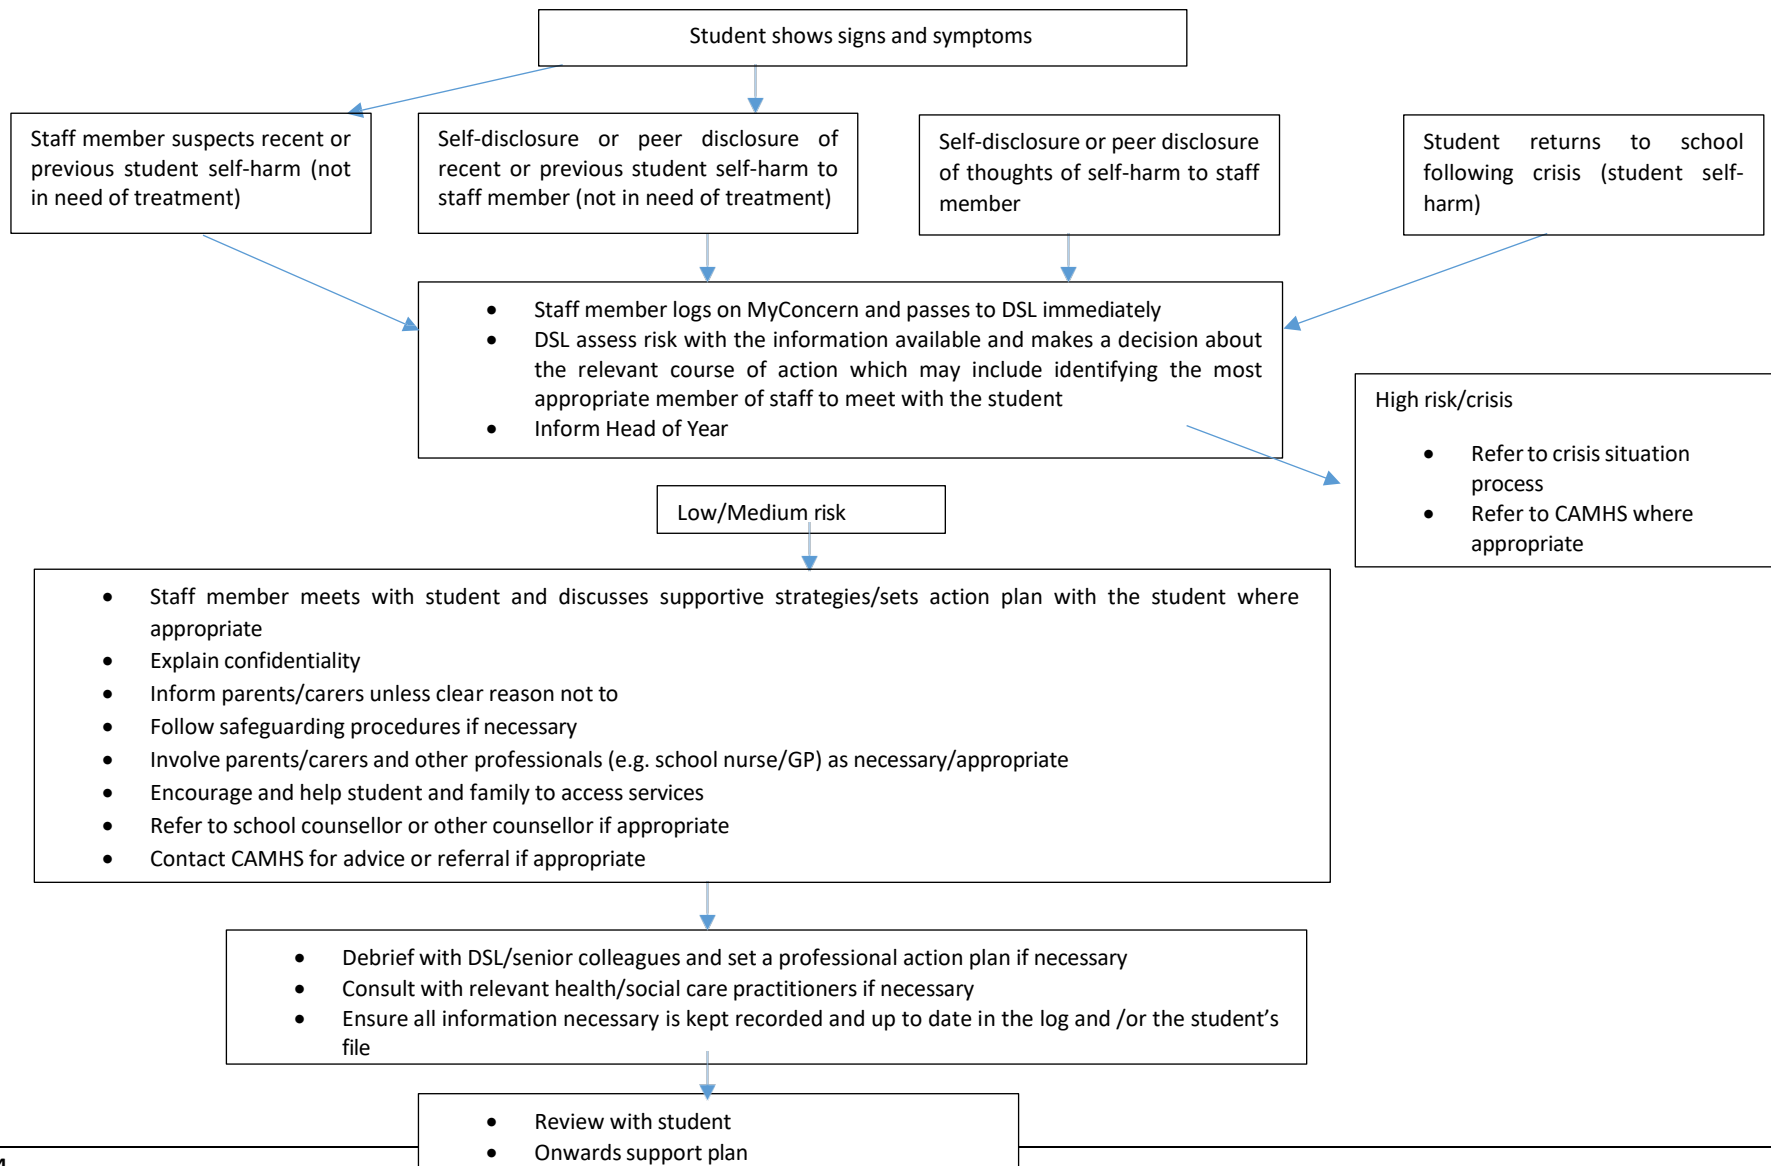 Student shows signs and symptoms
Staff member suspects recent or
previous student self-harm (not
in need of treatment)
Self-disclosure or peer disclosure of
recent or previous student self-harm to
staff member (not in need of treatment)
Self-disclosure or peer disclosure
of thoughts of self-harm to staff
member
Student returns to school
following crisis (student self-
harm)
• Staff member logs on MyConcern and passes to DSL immediately
• DSL assess risk with the information available and makes a decision about
the relevant course of action which may include identifying the most
appropriate member of staff to meet with the student
• Inform Head of Year
High risk/crisis
• Refer to crisis situation
process
• Refer to CAMHS where
appropriate
Low/Medium risk
• Staff member meets with student and discusses supportive strategies/sets action plan with the student where
appropriate
• Explain confidentiality
• Inform parents/carers unless clear reason not to
• Follow safeguarding procedures if necessary
• Involve parents/carers and other professionals (e.g. school nurse/GP) as necessary/appropriate
• Encourage and help student and family to access services
• Refer to school counsellor or other counsellor if appropriate
• Contact CAMHS for advice or referral if appropriate
• Debrief with DSL/senior colleagues and set a professional action plan if necessary
• Consult with relevant health/social care practitioners if necessary
• Ensure all information necessary is kept recorded and up to date in the log and /or the student’s
file
• Review with student
• Onwards support plan